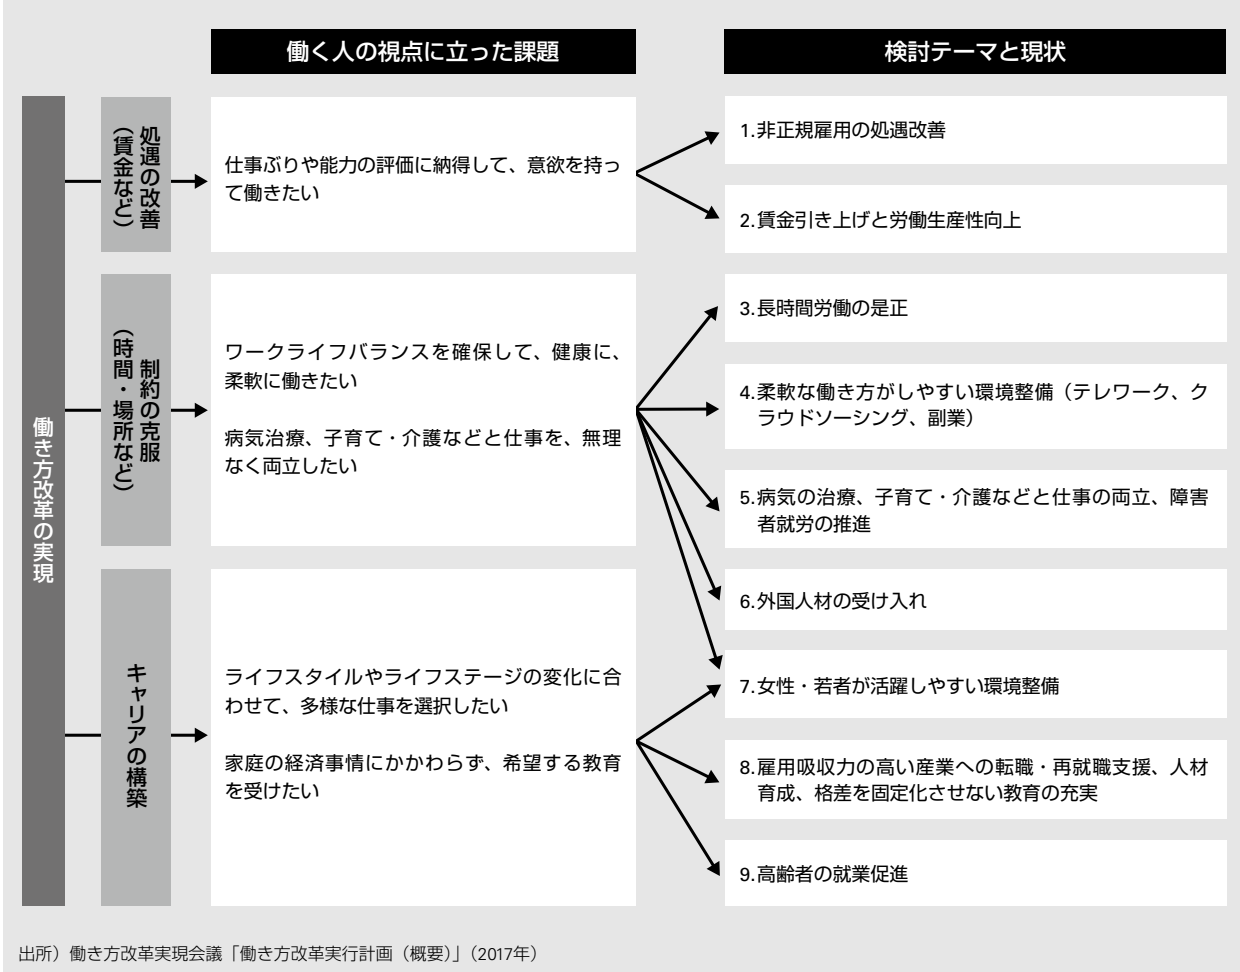 働く人の視点に立った課題
検討テーマと現状
働き方改革の実現
処遇の改善
（賃金など）
仕事ぶりや能力の評価に納得して、意欲を持っ
て働きたい
1.非正規雇用の処遇改善
2.賃金引き上げと労働生産性向上
制約の克服
（時間・場所など）
ワークライフバランスを確保して、健康に、
柔軟に働きたい
病気治療、子育て・介護などと仕事を、無理
なく両立したい
3.長時間労働の是正
4.柔軟な働き方がしやすい環境整備（テレワーク、ク
ラウドソーシング、副業）
5.病気の治療、子育て・介護などと仕事の両立、障害
者就労の推進
6.外国人材の受け入れ
キャリアの構築
ライフスタイルやライフステージの変化に合
わせて、多様な仕事を選択したい
家庭の経済事情にかかわらず、希望する教育
を受けたい
7.女性・若者が活躍しやすい環境整備
8.雇用吸収力の高い産業への転職・再就職支援、人材
育成、格差を固定化させない教育の充実
9.高齢者の就業促進
出所）働き方改革実現会議「働き方改革実行計画（概要）」（2017年）